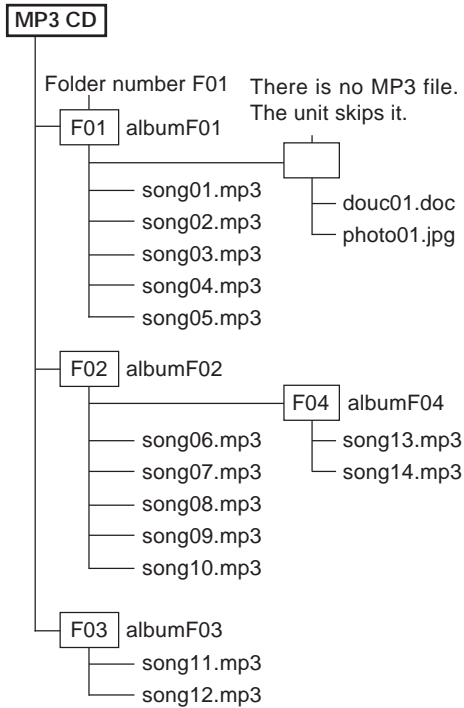 MP3 CD
Folder number F01
There is no MP3 file.
The unit skips it.
F01 albumF01
song01.mp3
song02.mp3
song03.mp3
song04.mp3
song05.mp3
douc01.doc
photo01.jpg
F02 albumF02
song06.mp3
song07.mp3
song08.mp3
song09.mp3
song10.mp3
F04 albumF04
song13.mp3
song14.mp3
F03 albumF03
song11.mp3
song12.mp3